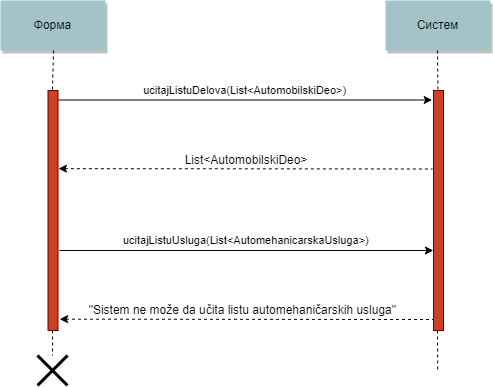 Форма
Систем
ucitajListuDelova(List<AutomobilskiDeo>)
List<AutomobilskiDeo>
ucitajListuUsluga(List<AutomehanicarskaUsluga>)
"Sistem ne može da učita listu automehaničarskih usluga"